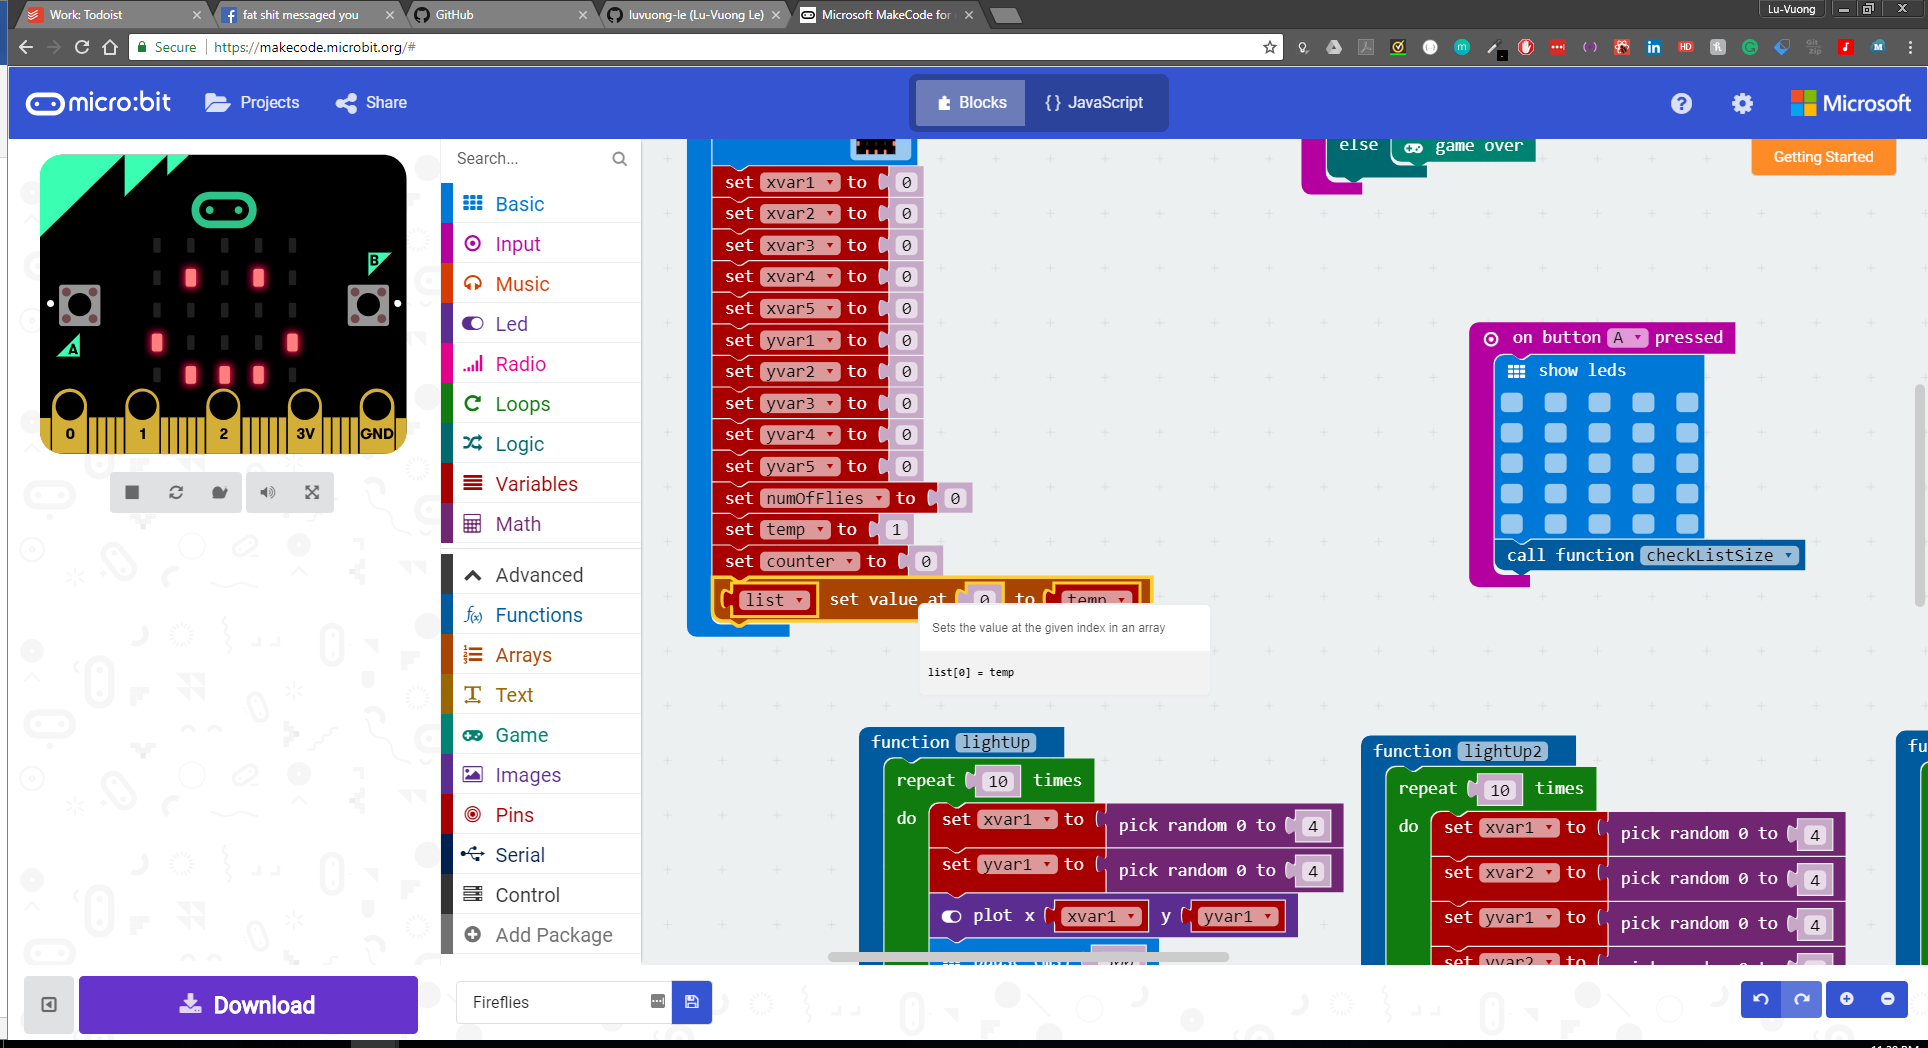 Work: Todoist
fat shit messaged you
GitHub
luvuong-le (Lu-Vuong Le)
Microsoft MakeCode for
Lu-Vuong
Secure
https://makecode.microbit.org/#
micro:bit
Projects
Share
Blocks
{} JavaScript
Microsoft
Search...
Basic
Input
Music
Led
Radio
Loops
Logic
Variables
Math
Advanced
Functions
Arrays
Text
Game
Images
Pins
Serial
Control
Add Package
A
B
0 1 2 3V GND
Download
Fireflies
Getting Started
else game over
set xvar1 to 0
set xvar2 to 0
set xvar3 to 0
set xvar4 to 0
set xvar5 to 0
set yvar1 to 0
set yvar2 to 0
set yvar3 to 0
set yvar4 to 0
set yvar5 to 0
set numOfFlies to 0
set temp to 1
set counter to 0
list set value at 0 to temp
Sets the value at the given index in an array
list[0] = temp
on button A pressed
show leds
call function checkListSize
function lightUp
repeat 10 times
do set xvar1 to pick random 0 to 4
set yvar1 to pick random 0 to 4
plot x xvar1 y yvar1
function lightUp2
repeat 10 times
do set xvar1 to pick random 0 to 4
set xvar2 to pick random 0 to 4
set yvar1 to pick random 0 to 4
set yvar2 to
fu